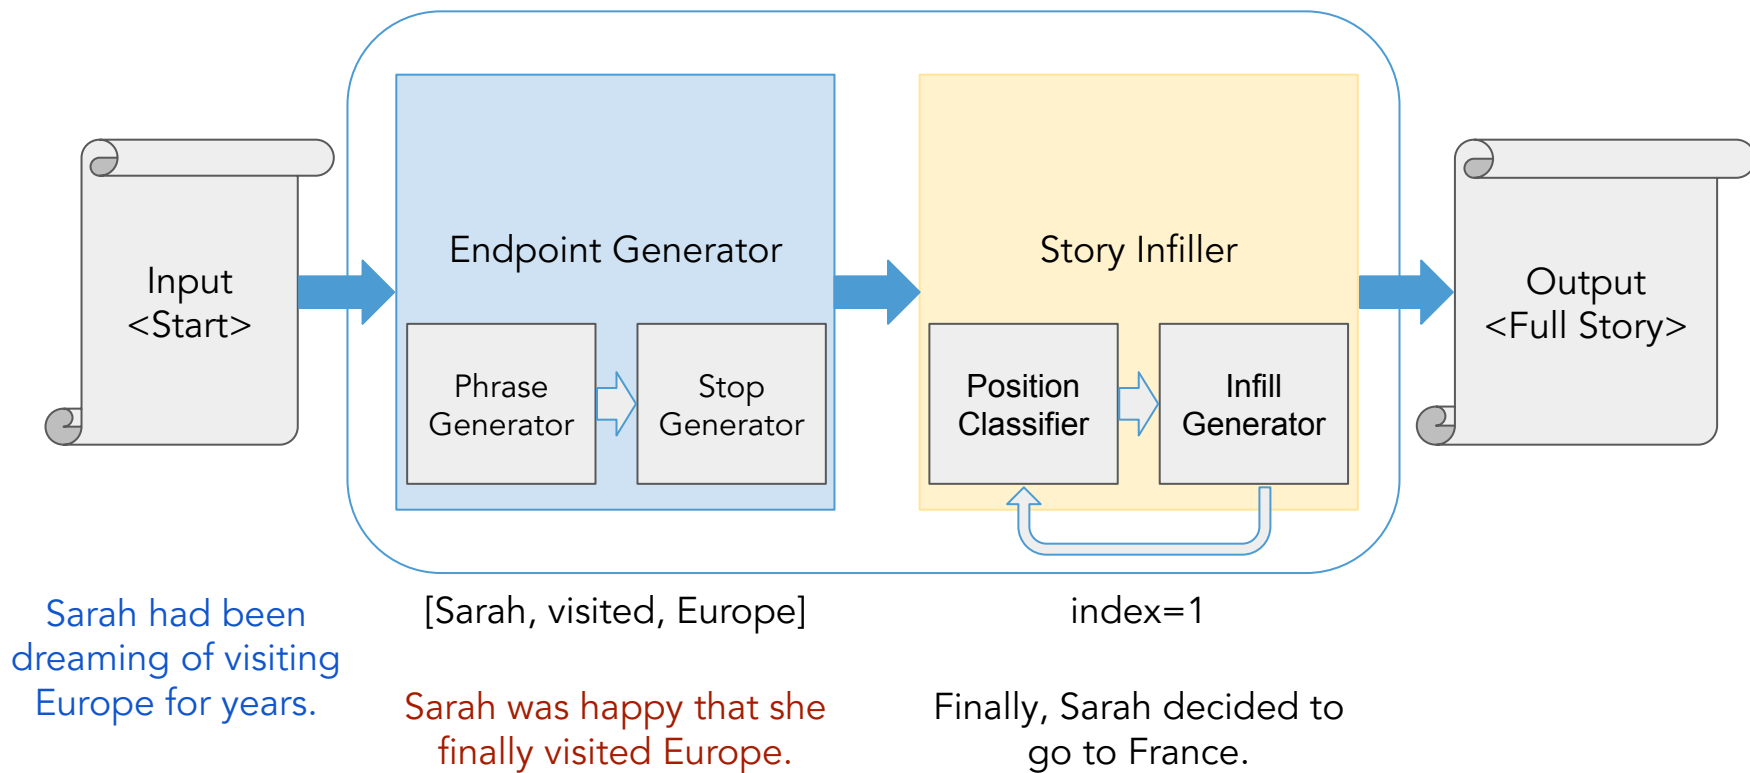 Input
<Start>
Endpoint Generator
Phrase
Generator
Stop
Generator
Story Infiller
Position
Classifier
Infill
Generator
Output
<Full Story>
Sarah had been
dreaming of visiting
Europe for years.
[Sarah, visited, Europe]
Sarah was happy that she
finally visited Europe.
index=1
Finally, Sarah decided to
go to France.